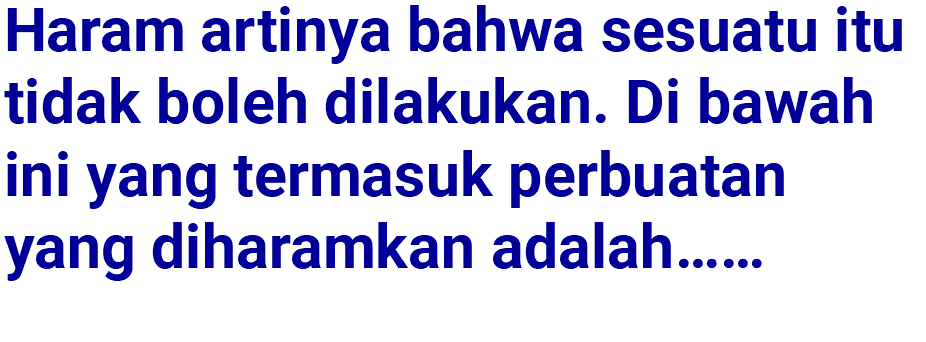 Haram artinya bahwa sesuatu itu
tidak boleh dilakukan. Di bawah
ini yang termasuk perbuatan
yang diharamkan adalah......